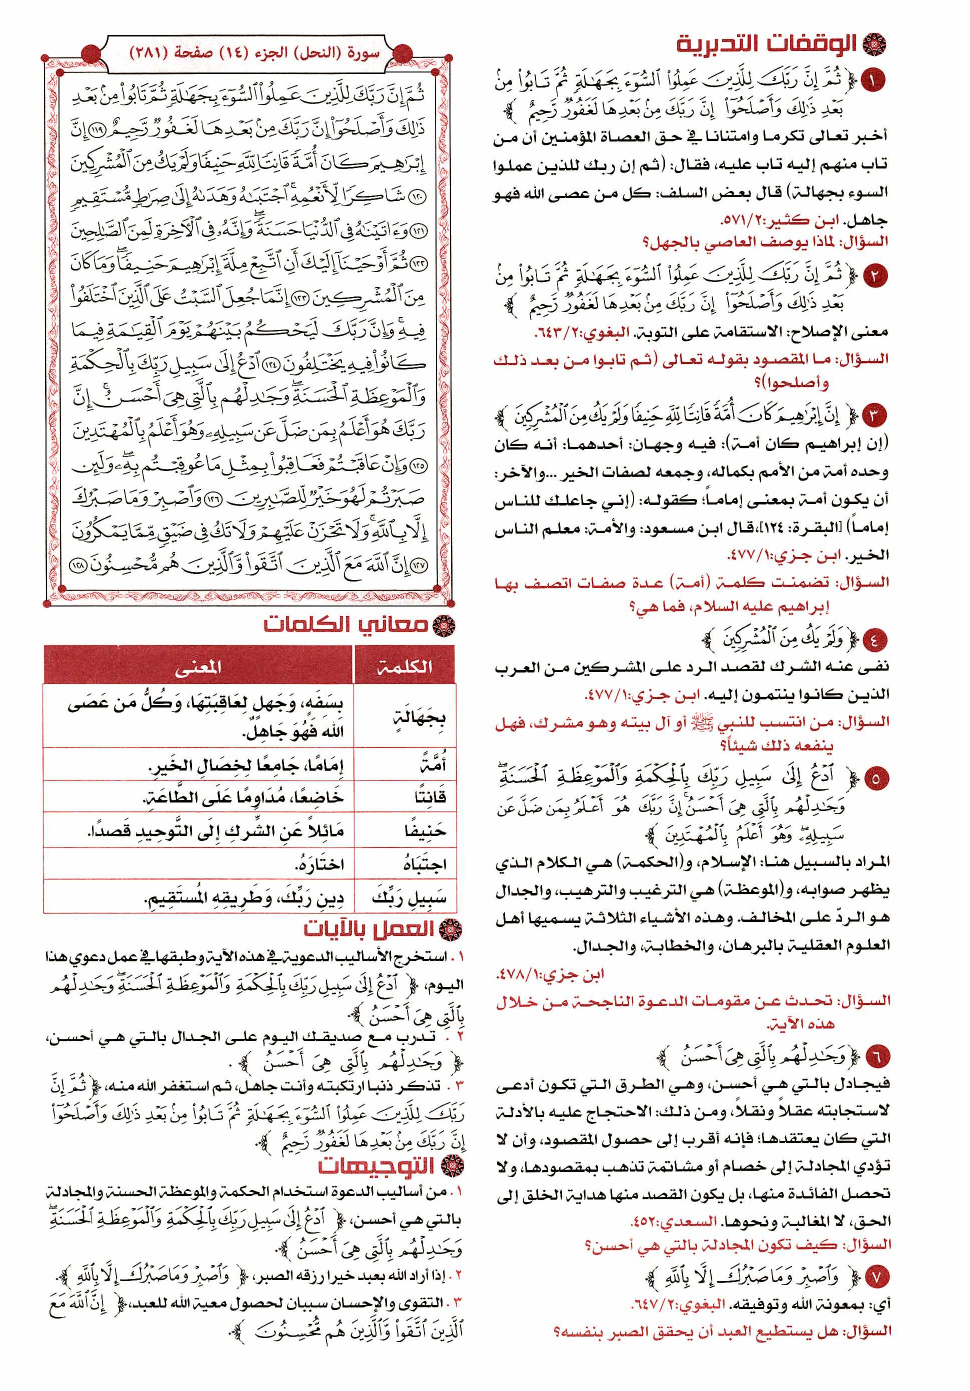 الوقفات التدبرية
١ ﴿ ثُمَّ إِنَّ رَبَّكَ لِلَّذِينَ عَمِلُوا۟ ٱلسُّوٓءَ بِجَهَٰلَةٍ ثُمَّ تَابُوا۟ مِنۢ
بَعْدِ ذَٰلِكَ وَأَصْلَحُوٓا۟ إِنَّ رَبَّكَ مِنۢ بَعْدِهَا لَغَفُورٌ رَّحِيمٌ ﴾
أخبر تعالى تكرما وامتنانا في حق العصاة المؤمنين أن من
تاب منهم إليه تاب عليه، فقال: (ثم إن ربك للذين عملوا
السوء بجهالة) قال بعض السلف: كل من عصى الله فهو
جاهل. ابن كثير:٥٧١/٢.
السؤال: لماذا يوصف العاصي بالجهل؟
٢ ﴿ ثُمَّ إِنَّ رَبَّكَ لِلَّذِينَ عَمِلُوا۟ ٱلسُّوٓءَ بِجَهَٰلَةٍ ثُمَّ تَابُوا۟ مِنۢ
بَعْدِ ذَٰلِكَ وَأَصْلَحُوٓا۟ إِنَّ رَبَّكَ مِنۢ بَعْدِهَا لَغَفُورٌ رَّحِيمٌ ﴾
معنى الإصلاح: الاستقامة على التوبة. البغوي:٦٤٣/٢.
السؤال: ما المقصود بقوله تعالى (ثم تابوا من بعد ذلك
وأصلحوا)؟
٣ ﴿ إِنَّ إِبْرَٰهِيمَ كَانَ أُمَّةً قَانِتًا لِّلَّهِ حَنِيفًا وَلَمْ يَكُ مِنَ ٱلْمُشْرِكِينَ ﴾
(إن إبراهيم كان أمة): فيه وجهان: أحدهما: أنه كان
وحده أمة من الأمم بكماله، وجمعه لصفات الخير ...والآخر:
أن يكون أمة بمعنى إماماً؛ كقوله: (إني جاعلك للناس
إماماً) [البقرة: ١٢٤]،قال ابن مسعود: والأمة: معلم الناس
الخير. ابن جزي:٤٧٧/١.
السؤال: تضمنت كلمة (أمة) عدة صفات اتصف بها
إبراهيم عليه السلام، فما هي؟
٤ ﴿ وَلَمْ يَكُ مِنَ ٱلْمُشْرِكِينَ ﴾
نفى عنه الشرك لقصد الرد على المشركين من العرب
الذين كانوا ينتمون إليه. ابن جزي:٤٧٧/١.
السؤال: من انتسب للنبي ﷺ أو آل بيته وهو مشرك، فهل
ينفعه ذلك شيئاً؟
٥ ﴿ ٱدْعُ إِلَىٰ سَبِيلِ رَبِّكَ بِٱلْحِكْمَةِ وَٱلْمَوْعِظَةِ ٱلْحَسَنَةِ ۖ
وَجَٰدِلْهُم بِٱلَّتِى هِىَ أَحْسَنُ ۚ إِنَّ رَبَّكَ هُوَ أَعْلَمُ بِمَن ضَلَّ عَن
سَبِيلِهِۦ ۖ وَهُوَ أَعْلَمُ بِٱلْمُهْتَدِينَ ﴾
المراد بالسبيل هنا: الإسلام، و(الحكمة) هي الكلام الذي
يظهر صوابه، و(الموعظة) هي الترغيب والترهيب، والجدال
هو الردّ على المخالف. وهذه الأشياء الثلاثة يسميها أهل
العلوم العقلية بالبرهان، والخطابة، والجدال.
ابن جزي:٤٧٨/١.
السؤال: تحدث عن مقومات الدعوة الناجحة من خلال
هذه الآية.
٦ ﴿ وَجَٰدِلْهُم بِٱلَّتِى هِىَ أَحْسَنُ ﴾
فيجادل بالتي هي أحسن، وهي الطرق التي تكون أدعى
لاستجابته عقلاً ونقلاً، ومن ذلك: الاحتجاج عليه بالأدلة
التي كان يعتقدها؛ فإنه أقرب إلى حصول المقصود، وأن لا
تؤدي المجادلة إلى خصام أو مشاتمة تذهب بمقصودها، ولا
تحصل الفائدة منها، بل يكون القصد منها هداية الخلق إلى
الحق، لا المغالبة ونحوها. السعدي:٤٥٢.
السؤال: كيف تكون المجادلة بالتي هي أحسن؟
٧ ﴿ وَٱصْبِرْ وَمَا صَبْرُكَ إِلَّا بِٱللَّهِ ﴾
أي: بمعونة الله وتوفيقه. البغوي:٦٤٧/٢.
السؤال: هل يستطيع العبد أن يحقق الصبر بنفسه؟
سورة (النحل) الجزء (١٤) صفحة (٢٨١)
ثُمَّ إِنَّ رَبَّكَ لِلَّذِينَ عَمِلُوا۟ ٱلسُّوٓءَ بِجَهَٰلَةٍ ثُمَّ تَابُوا۟ مِنۢ بَعْدِ
ذَٰلِكَ وَأَصْلَحُوٓا۟ إِنَّ رَبَّكَ مِنۢ بَعْدِهَا لَغَفُورٌ رَّحِيمٌ ١١٩ إِنَّ
إِبْرَٰهِيمَ كَانَ أُمَّةً قَانِتًا لِّلَّهِ حَنِيفًا وَلَمْ يَكُ مِنَ ٱلْمُشْرِكِينَ
١٢٠ شَاكِرًا لِّأَنْعُمِهِ ۚ ٱجْتَبَىٰهُ وَهَدَىٰهُ إِلَىٰ صِرَٰطٍ مُّسْتَقِيمٍ
١٢١ وَءَاتَيْنَٰهُ فِى ٱلدُّنْيَا حَسَنَةً ۖ وَإِنَّهُۥ فِى ٱلْءَاخِرَةِ لَمِنَ ٱلصَّٰلِحِينَ
١٢٢ ثُمَّ أَوْحَيْنَآ إِلَيْكَ أَنِ ٱتَّبِعْ مِلَّةَ إِبْرَٰهِيمَ حَنِيفًا ۖ وَمَا كَانَ
مِنَ ٱلْمُشْرِكِينَ ١٢٣ إِنَّمَا جُعِلَ ٱلسَّبْتُ عَلَى ٱلَّذِينَ ٱخْتَلَفُوا۟
فِيهِ ۚ وَإِنَّ رَبَّكَ لَيَحْكُمُ بَيْنَهُمْ يَوْمَ ٱلْقِيَٰمَةِ فِيمَا
كَانُوا۟ فِيهِ يَخْتَلِفُونَ ١٢٤ ٱدْعُ إِلَىٰ سَبِيلِ رَبِّكَ بِٱلْحِكْمَةِ
وَٱلْمَوْعِظَةِ ٱلْحَسَنَةِ ۖ وَجَٰدِلْهُم بِٱلَّتِى هِىَ أَحْسَنُ ۚ إِنَّ
رَبَّكَ هُوَ أَعْلَمُ بِمَن ضَلَّ عَن سَبِيلِهِۦ ۖ وَهُوَ أَعْلَمُ بِٱلْمُهْتَدِينَ
١٢٥ وَإِنْ عَاقَبْتُمْ فَعَاقِبُوا۟ بِمِثْلِ مَا عُوقِبْتُم بِهِۦ ۖ وَلَئِن
صَبَرْتُمْ لَهُوَ خَيْرٌ لِّلصَّٰبِرِينَ ١٢٦ وَٱصْبِرْ وَمَا صَبْرُكَ
إِلَّا بِٱللَّهِ ۚ وَلَا تَحْزَنْ عَلَيْهِمْ وَلَا تَكُ فِى ضَيْقٍ مِّمَّا يَمْكُرُونَ
١٢٧ إِنَّ ٱللَّهَ مَعَ ٱلَّذِينَ ٱتَّقَوا۟ وَّٱلَّذِينَ هُم مُّحْسِنُونَ ١٢٨
معاني الكلمات
الكلمة المعنى
بِجَهَالَةٍ بِسَفَهٍ، وَجَهلٍ لِعَاقِبَتِهَا، وَكُلُّ مَن عَصَى
الله فَهُوَ جَاهِلٌ.
أُمَّةً إِمَامًا، جَامِعًا لِخِصَالِ الخَيرِ.
قَانِتًا خَاضِعًا، مُدَاوِمًا عَلَى الطَّاعَةِ.
حَنِيفًا مَائِلاً عَنِ الشِّركِ إِلَى التَّوحِيدِ قَصدًا.
اجتَبَاهُ اختَارَهُ.
سَبِيلِ رَبِّكَ دِينِ رَبِّكَ، وَطَرِيقِهِ المُستَقِيمِ.
العمل بالآيات
١. استخرج الأساليب الدعوية في هذه الآية وطبقها في عمل دعوي هذا
اليوم، ﴿ ٱدْعُ إِلَىٰ سَبِيلِ رَبِّكَ بِٱلْحِكْمَةِ وَٱلْمَوْعِظَةِ ٱلْحَسَنَةِ ۖ وَجَٰدِلْهُم
بِٱلَّتِى هِىَ أَحْسَنُ ﴾.
٢. تدرب مع صديقك اليوم على الجدال بالتي هي أحسن،
﴿ وَجَٰدِلْهُم بِٱلَّتِى هِىَ أَحْسَنُ ﴾ .
٣. تذكر ذنبا ارتكبته وأنت جاهل، ثم استغفر الله منه، ﴿ ثُمَّ إِنَّ
رَبَّكَ لِلَّذِينَ عَمِلُوا۟ ٱلسُّوٓءَ بِجَهَٰلَةٍ ثُمَّ تَابُوا۟ مِنۢ بَعْدِ ذَٰلِكَ وَأَصْلَحُوٓا۟
إِنَّ رَبَّكَ مِنۢ بَعْدِهَا لَغَفُورٌ رَّحِيمٌ ﴾.
التوجيهات
١. من أساليب الدعوة استخدام الحكمة والموعظة الحسنة والمجادلة
بالتي هي أحسن، ﴿ ٱدْعُ إِلَىٰ سَبِيلِ رَبِّكَ بِٱلْحِكْمَةِ وَٱلْمَوْعِظَةِ ٱلْحَسَنَةِ ۖ
وَجَٰدِلْهُم بِٱلَّتِى هِىَ أَحْسَنُ ﴾.
٢. إذا أراد الله بعبد خيرا رزقه الصبر، ﴿ وَٱصْبِرْ وَمَا صَبْرُكَ إِلَّا بِٱللَّهِ ﴾.
٣. التقوى والإحسان سببان لحصول معية الله للعبد، ﴿ إِنَّ ٱللَّهَ مَعَ
ٱلَّذِينَ ٱتَّقَوا۟ وَّٱلَّذِينَ هُم مُّحْسِنُونَ ﴾.